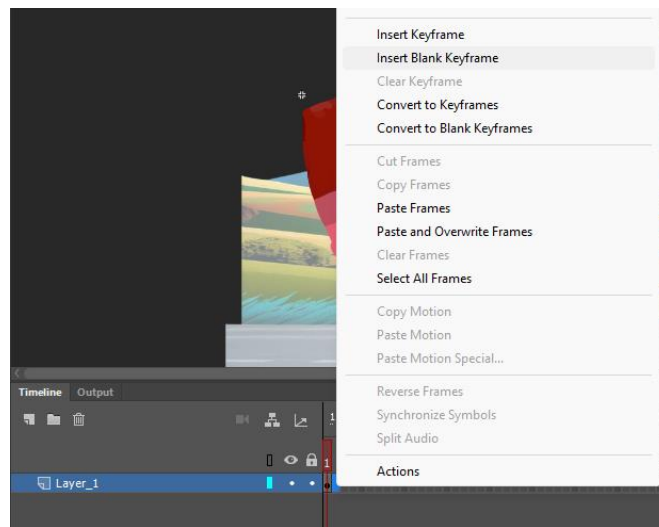 Insert Keyframe
Insert Blank Keyframe
Clear Keyframe
Convert to Keyframes
Convert to Blank Keyframes
Cut Frames
Copy Frames
Paste Frames
Paste and Overwrite Frames
Clear Frames
Select All Frames
Copy Motion
Paste Motion
Paste Motion Special...
Reverse Frames
Synchronize Symbols
Split Audio
Actions
Timeline Output
1
1
Layer_1